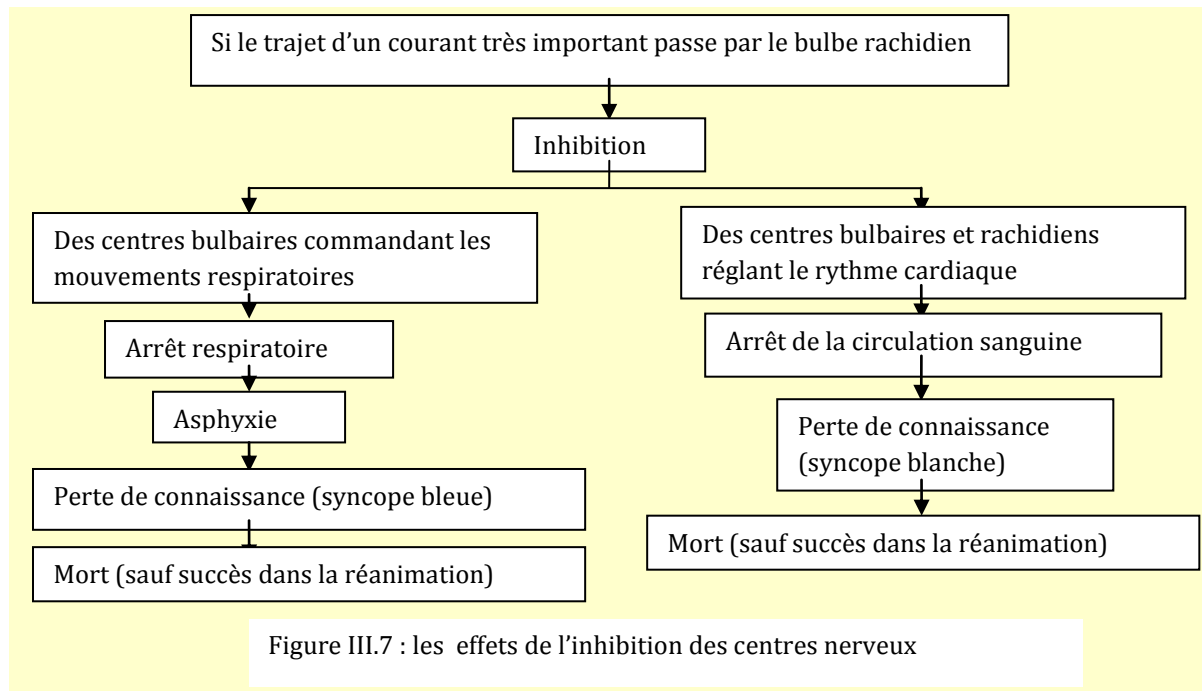 Si le trajet d’un courant très important passe par le bulbe rachidien
Inhibition
Des centres bulbaires commandant les
mouvements respiratoires
Arrêt respiratoire
Asphyxie
Perte de connaissance (syncope bleue)
Mort (sauf succès dans la réanimation)
Des centres bulbaires et rachidiens
réglant le rythme cardiaque
Arrêt de la circulation sanguine
Perte de connaissance
(syncope blanche)
Mort (sauf succès dans la réanimation)
Figure III.7 : les effets de l’inhibition des centres nerveux